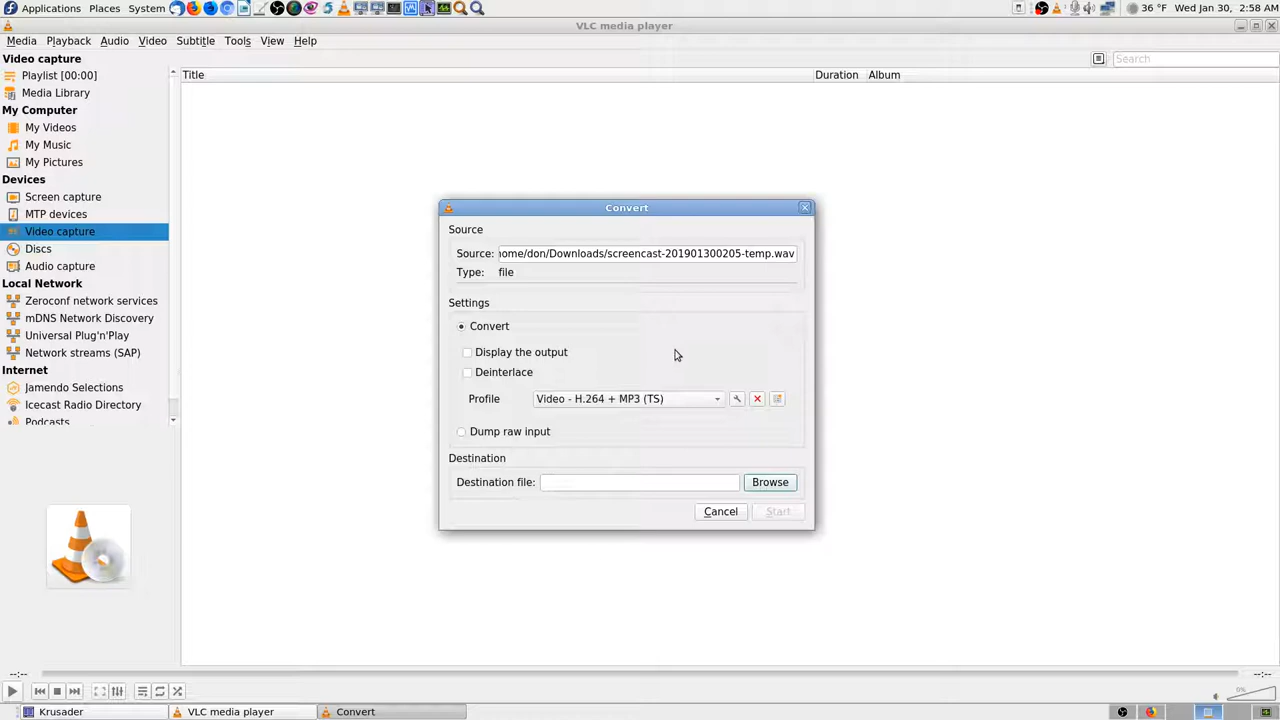 Applications Places System
36 °F Wed Jan 30, 2:58 AM
VLC media player
Media Playback Audio Video Subtitle Tools View Help
Video capture
Search
Playlist [00:00]
Title Duration Album
Media Library
My Computer
My Videos
My Music
My Pictures
Devices
Screen capture
MTP devices
Video capture
Discs
Audio capture
Local Network
Zeroconf network services
mDNS Network Discovery
Universal Plug'n'Play
Network streams (SAP)
Internet
Jamendo Selections
Icecast Radio Directory
Podcasts
Convert
Source
Source: home/don/Downloads/screencast-201901300205-temp.wav
Type: file
Settings
Convert
Display the output
Deinterlace
Profile Video - H.264 + MP3 (TS)
Dump raw input
Destination
Destination file: Browse
Cancel Start
--:-- --:--
0%
Krusader VLC media player Convert